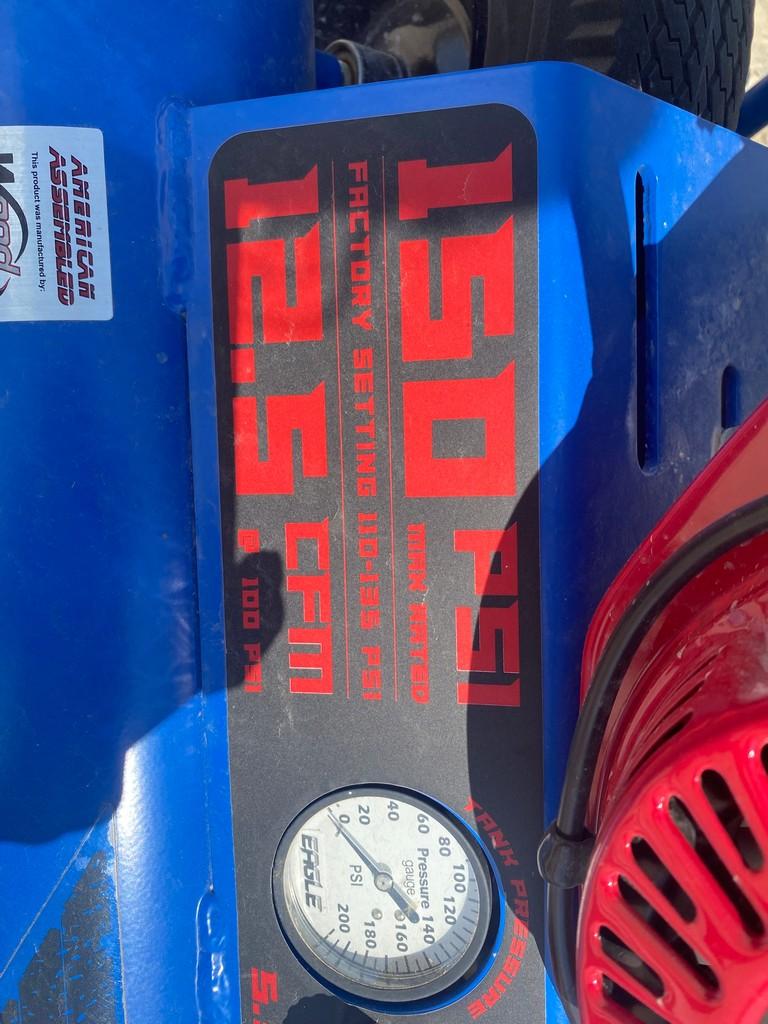 150 PSI
MAX RATED
FACTORY SETTING 110-135 PSI
12.5 CFM
@ 100 PSI
TANK PRESSURE
0 20 40 60 80 100 120 140 160 180 200
Pressure
gauge
PSI
EAGLE
AMERICAN
ASSEMBLED
This product was manufactured by: